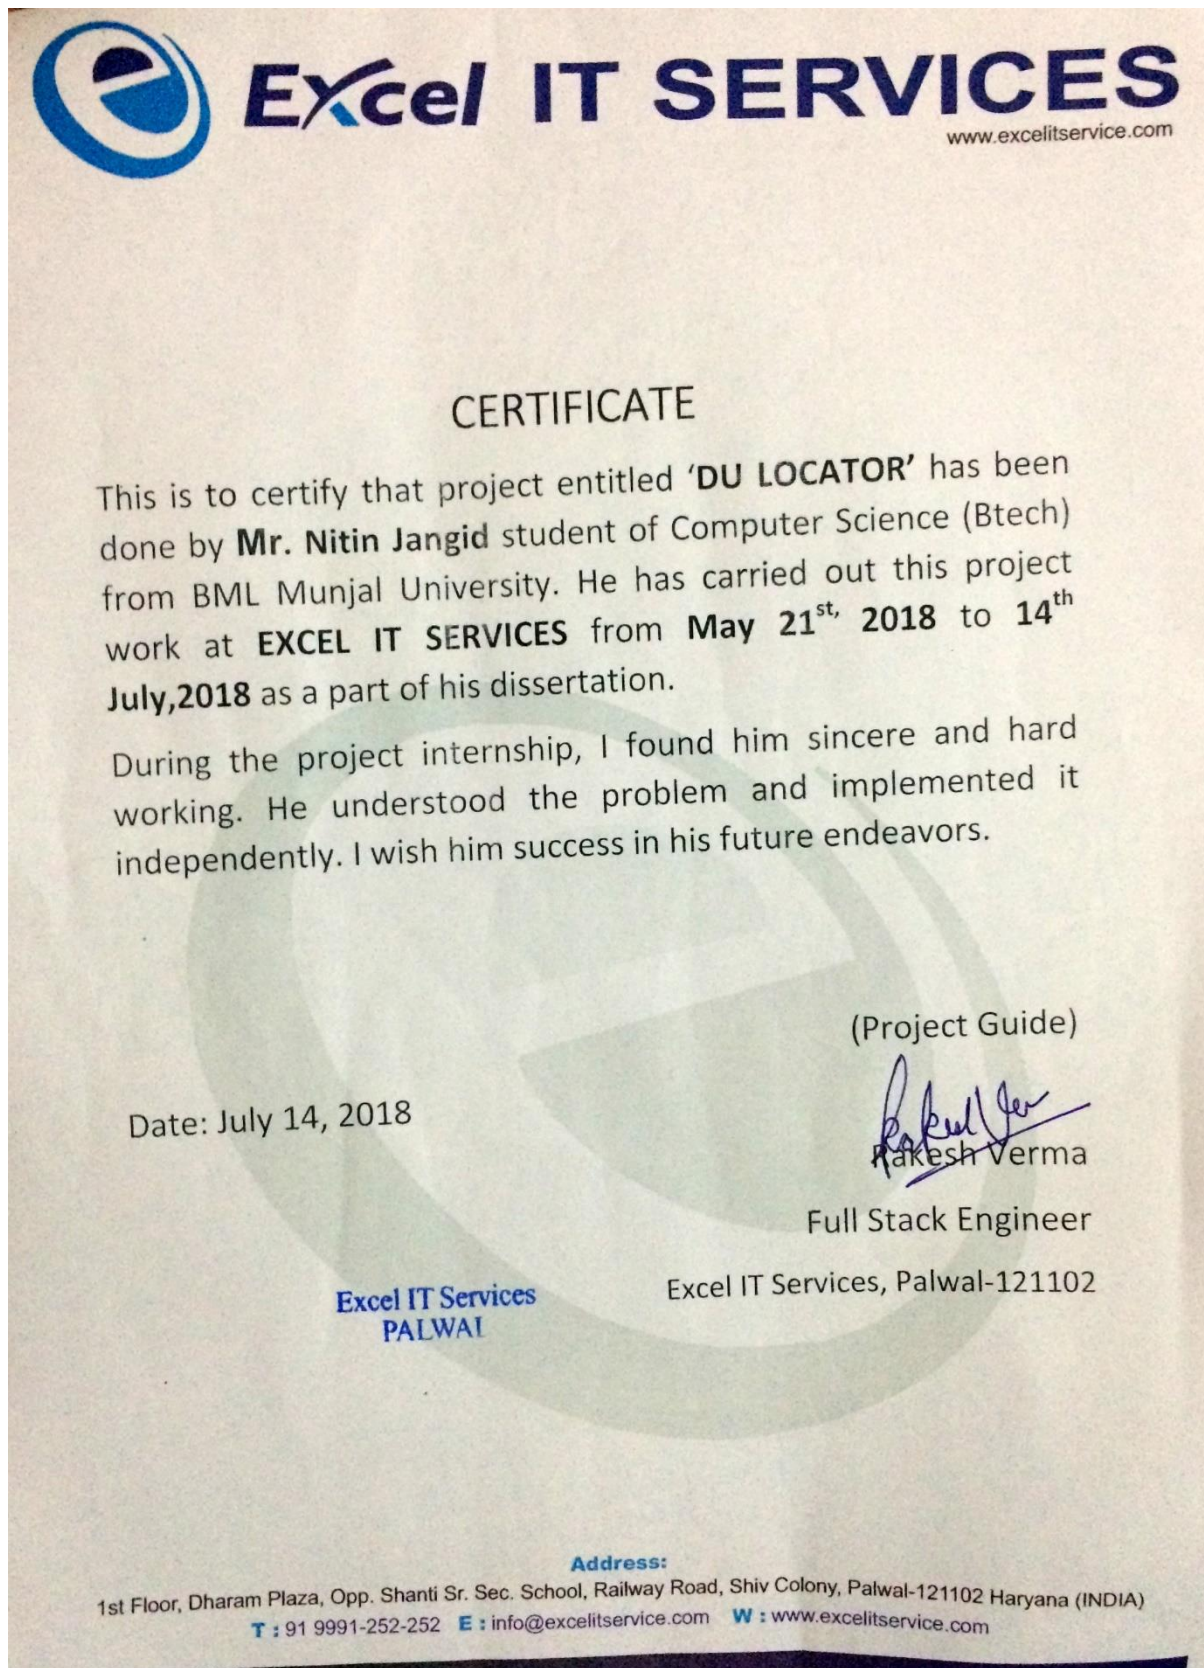 Excel IT SERVICES
www.excelitservice.com
CERTIFICATE
This is to certify that project entitled ‘DU LOCATOR’ has been
done by Mr. Nitin Jangid student of Computer Science (Btech)
from BML Munjal University. He has carried out this project
work at EXCEL IT SERVICES from May 21st, 2018 to 14th
July,2018 as a part of his dissertation.
During the project internship, I found him sincere and hard
working. He understood the problem and implemented it
independently. I wish him success in his future endeavors.
(Project Guide)
Date: July 14, 2018
Rakesh Verma
Full Stack Engineer
Excel IT Services, Palwal-121102
Excel IT Services
PALWAL
Address:
1st Floor, Dharam Plaza, Opp. Shanti Sr. Sec. School, Railway Road, Shiv Colony, Palwal-121102 Haryana (INDIA)
T : 91 9991-252-252 E : info@excelitservice.com W : www.excelitservice.com